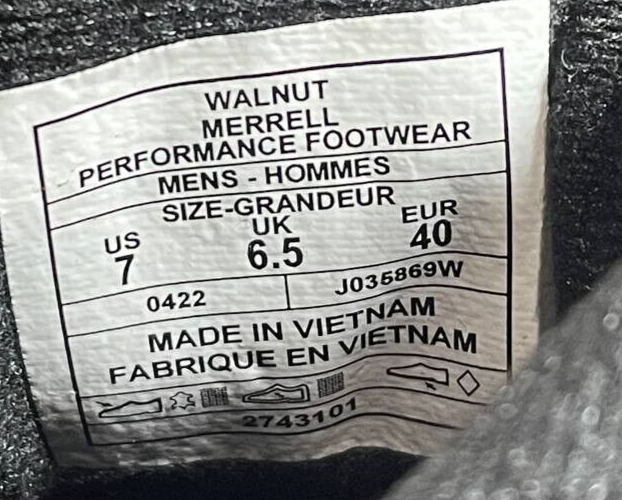 WALNUT
MERRELL
PERFORMANCE FOOTWEAR
MENS - HOMMES
SIZE-GRANDEUR
US UK EUR
7 6.5 40
0422 J035869W
MADE IN VIETNAM
FABRIQUE EN VIETNAM
2743101